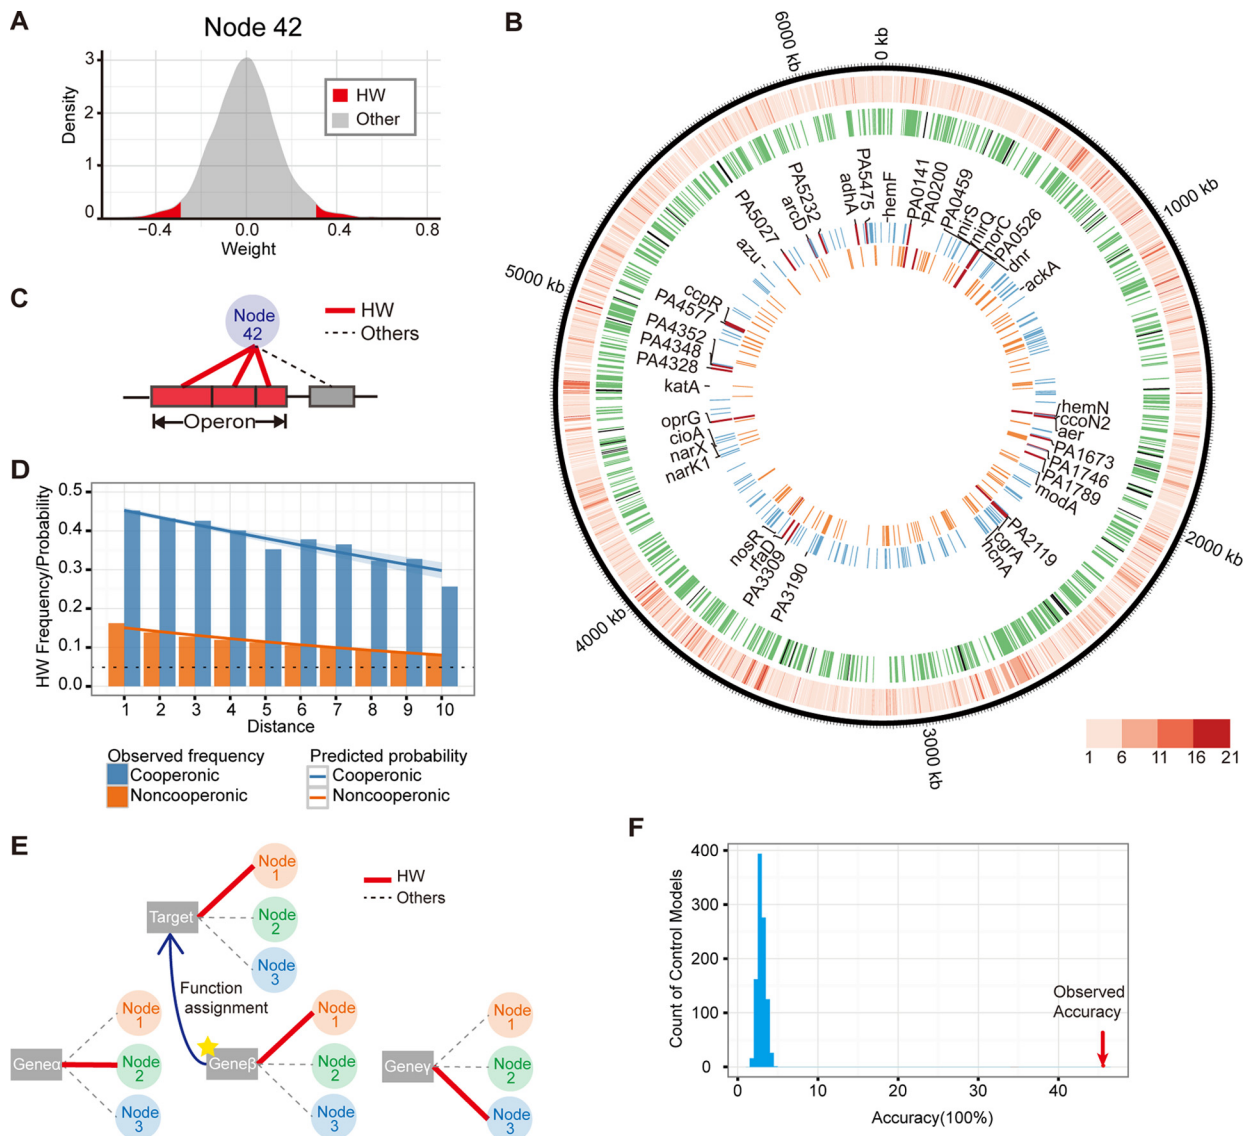 A
Node 42
3
2
1
0
Density
−0.4
0.0
0.4
0.8
Weight
HW
Other
B
0 kb
1000 kb
2000 kb
3000 kb
4000 kb
5000 kb
6000 kb
hemF
PA0141
PA0200
PA0459
nirS
nirQ
norC
PA0526
dnr
ackA
hemN
ccoN2
aer
PA1673
PA1746
PA1789
modA
PA2119
cgrA
hcnA
PA3190
PA3309
rfaD
nosR
narK1
narX
cioA
oprG
katA
PA4328
PA4348
PA4352
PA4577
ccpR
azu
PA5027
arcD
PA5232
adhA
PA5475
1 6 11 16 21
C
Node
42
HW
Others
Operon
D
0.5
0.4
0.3
0.2
0.1
0.0
HW Frequency/Probability
1 2 3 4 5 6 7 8 9 10
Distance
Observed frequency
Cooperonic
Noncooperonic
Predicted probability
Cooperonic
Noncooperonic
E
Target
Node
1
Node
2
Node
3
HW
Others
Function
assignment
Geneα
Node
1
Node
2
Node
3
Geneβ
Node
1
Node
2
Node
3
Geneγ
Node
1
Node
2
Node
3
F
400
300
200
100
0
Count of Control Models
0 10 20 30 40
Accuracy(100%)
Observed
Accuracy